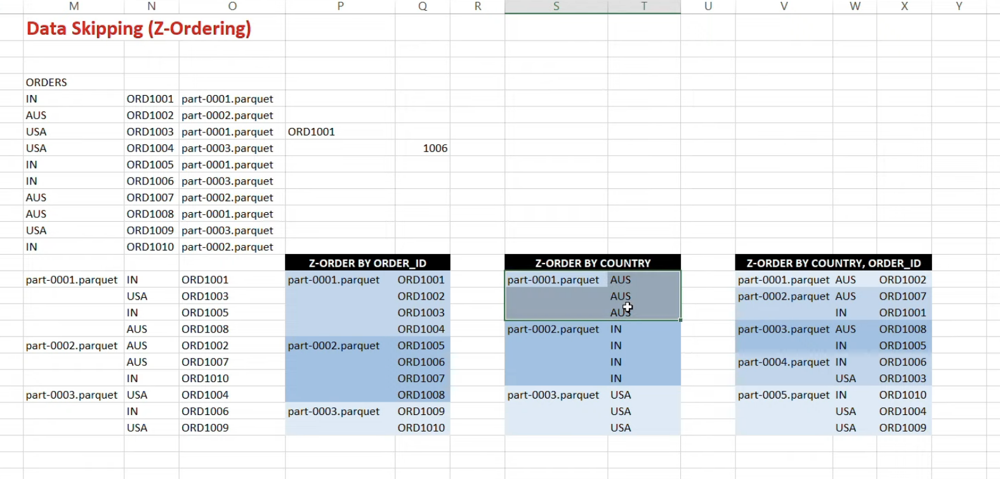 M N O P Q R S T U V W X Y
Data Skipping (Z-Ordering)
ORDERS
IN ORD1001 part-0001.parquet
AUS ORD1002 part-0002.parquet
USA ORD1003 part-0001.parquet ORD1001
USA ORD1004 part-0003.parquet 1006
IN ORD1005 part-0001.parquet
IN ORD1006 part-0003.parquet
AUS ORD1007 part-0002.parquet
AUS ORD1008 part-0001.parquet
USA ORD1009 part-0003.parquet
IN ORD1010 part-0002.parquet
Z-ORDER BY ORDER_ID Z-ORDER BY COUNTRY Z-ORDER BY COUNTRY, ORDER_ID
part-0001.parquet IN ORD1001 part-0001.parquet ORD1001 part-0001.parquet AUS part-0001.parquet AUS ORD1002
USA ORD1003 ORD1002 AUS part-0002.parquet AUS ORD1007
IN ORD1005 ORD1003 AUS IN ORD1001
AUS ORD1008 ORD1004 part-0002.parquet IN part-0003.parquet AUS ORD1008
part-0002.parquet AUS ORD1002 part-0002.parquet ORD1005 IN IN ORD1005
AUS ORD1007 ORD1006 IN part-0004.parquet IN ORD1006
IN ORD1010 ORD1007 IN USA ORD1003
part-0003.parquet USA ORD1004 ORD1008 part-0003.parquet USA part-0005.parquet IN ORD1010
IN ORD1006 part-0003.parquet ORD1009 USA USA ORD1004
USA ORD1009 ORD1010 USA USA ORD1009